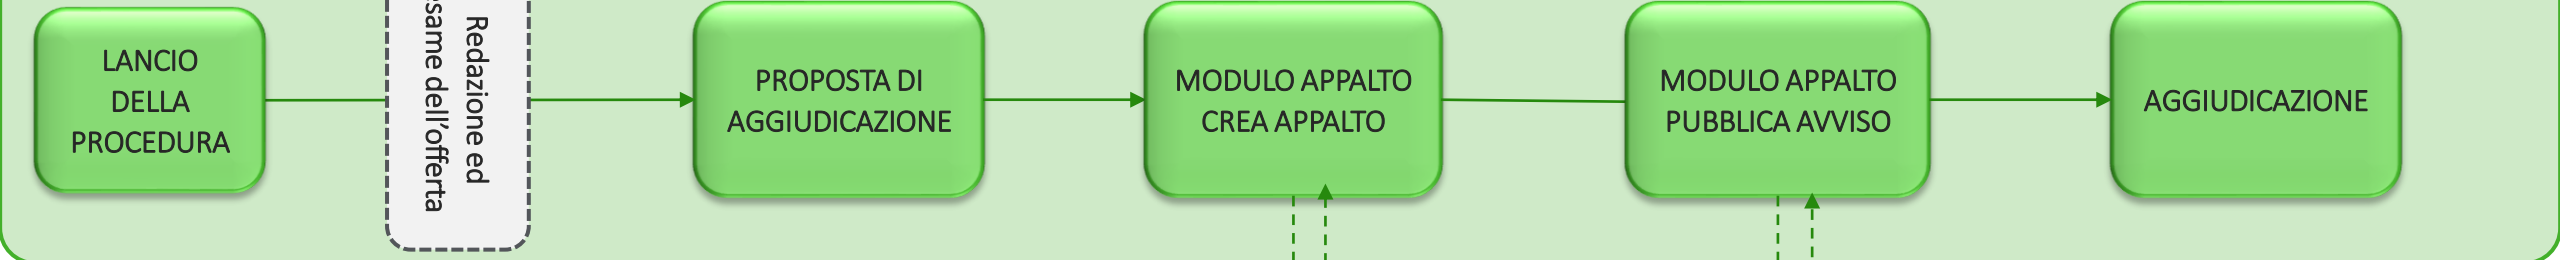 LANCIO
DELLA
PROCEDURA
Redazione ed
dell'offerta
PROPOSTA DI
AGGIUDICAZIONE
MODULO APPALTO
CREA APPALTO
MODULO APPALTO
PUBBLICA AVVISO
AGGIUDICAZIONE